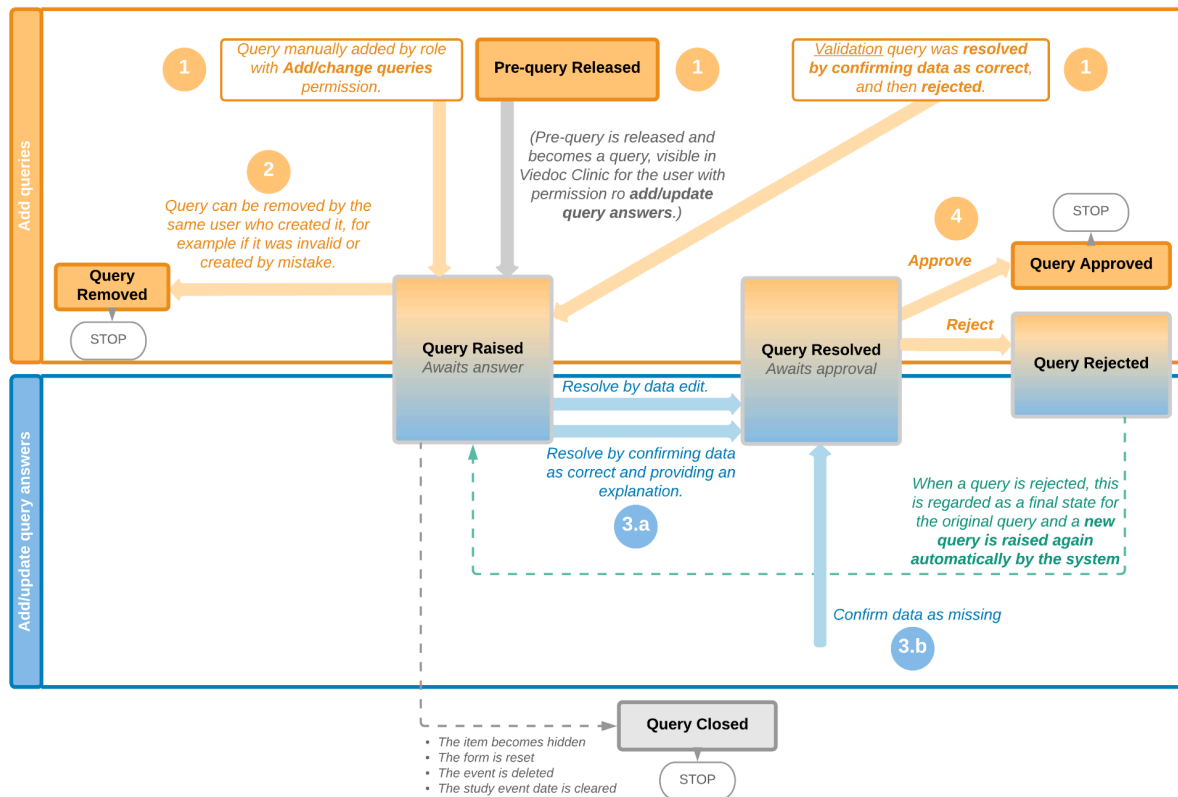 Add queries
1
Query manually added by role
with Add/change queries
permission.
Pre-query Released
1
Validation query was resolved
by confirming data as correct,
and then rejected.
1
(Pre-query is released and
becomes a query, visible in
Viedoc Clinic for the user with
permission ro add/update
query answers.)
2
Query can be removed by the
same user who created it, for
example if it was invalid or
created by mistake.
Query
Removed
STOP
Query Raised
Awaits answer
Query Resolved
Awaits approval
4
Approve
STOP
Query Approved
Reject
Query Rejected
Add/update query answers
Resolve by data edit.
Resolve by confirming data
as correct and providing an
explanation.
3.a
When a query is rejected, this
is regarded as a final state for
the original query and a new
query is raised again
automatically by the system
Confirm data as missing
3.b
Query Closed
STOP
• The item becomes hidden
• The form is reset
• The event is deleted
• The study event date is cleared